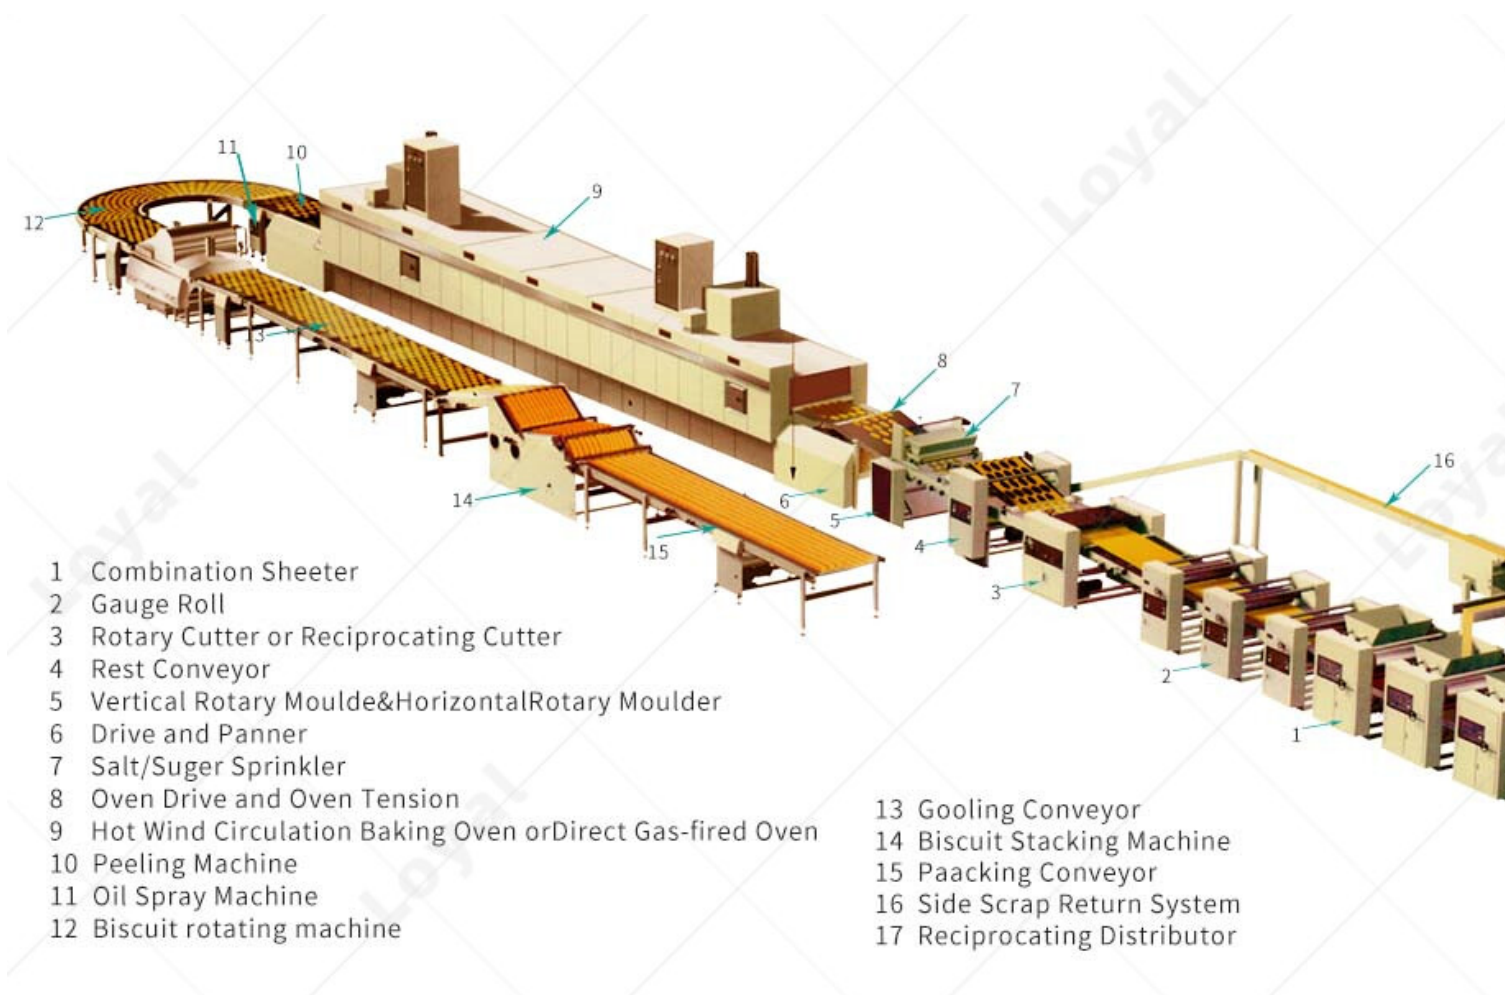 Loyal
11
10
12
9
13
8
7
16
14
6
5
15
4
3
2
1
Loyal
Loyal
1 Combination Sheeter
2 Gauge Roll
3 Rotary Cutter or Reciprocating Cutter
4 Rest Conveyor
5 Vertical Rotary Moulde&HorizontalRotary Moulder
6 Drive and Panner
7 Salt/Suger Sprinkler
8 Oven Drive and Oven Tension
9 Hot Wind Circulation Baking Oven orDirect Gas-fired Oven
10 Peeling Machine
11 Oil Spray Machine
12 Biscuit rotating machine
Loyal
13 Gooling Conveyor
14 Biscuit Stacking Machine
15 Paacking Conveyor
16 Side Scrap Return System
17 Reciprocating Distributor